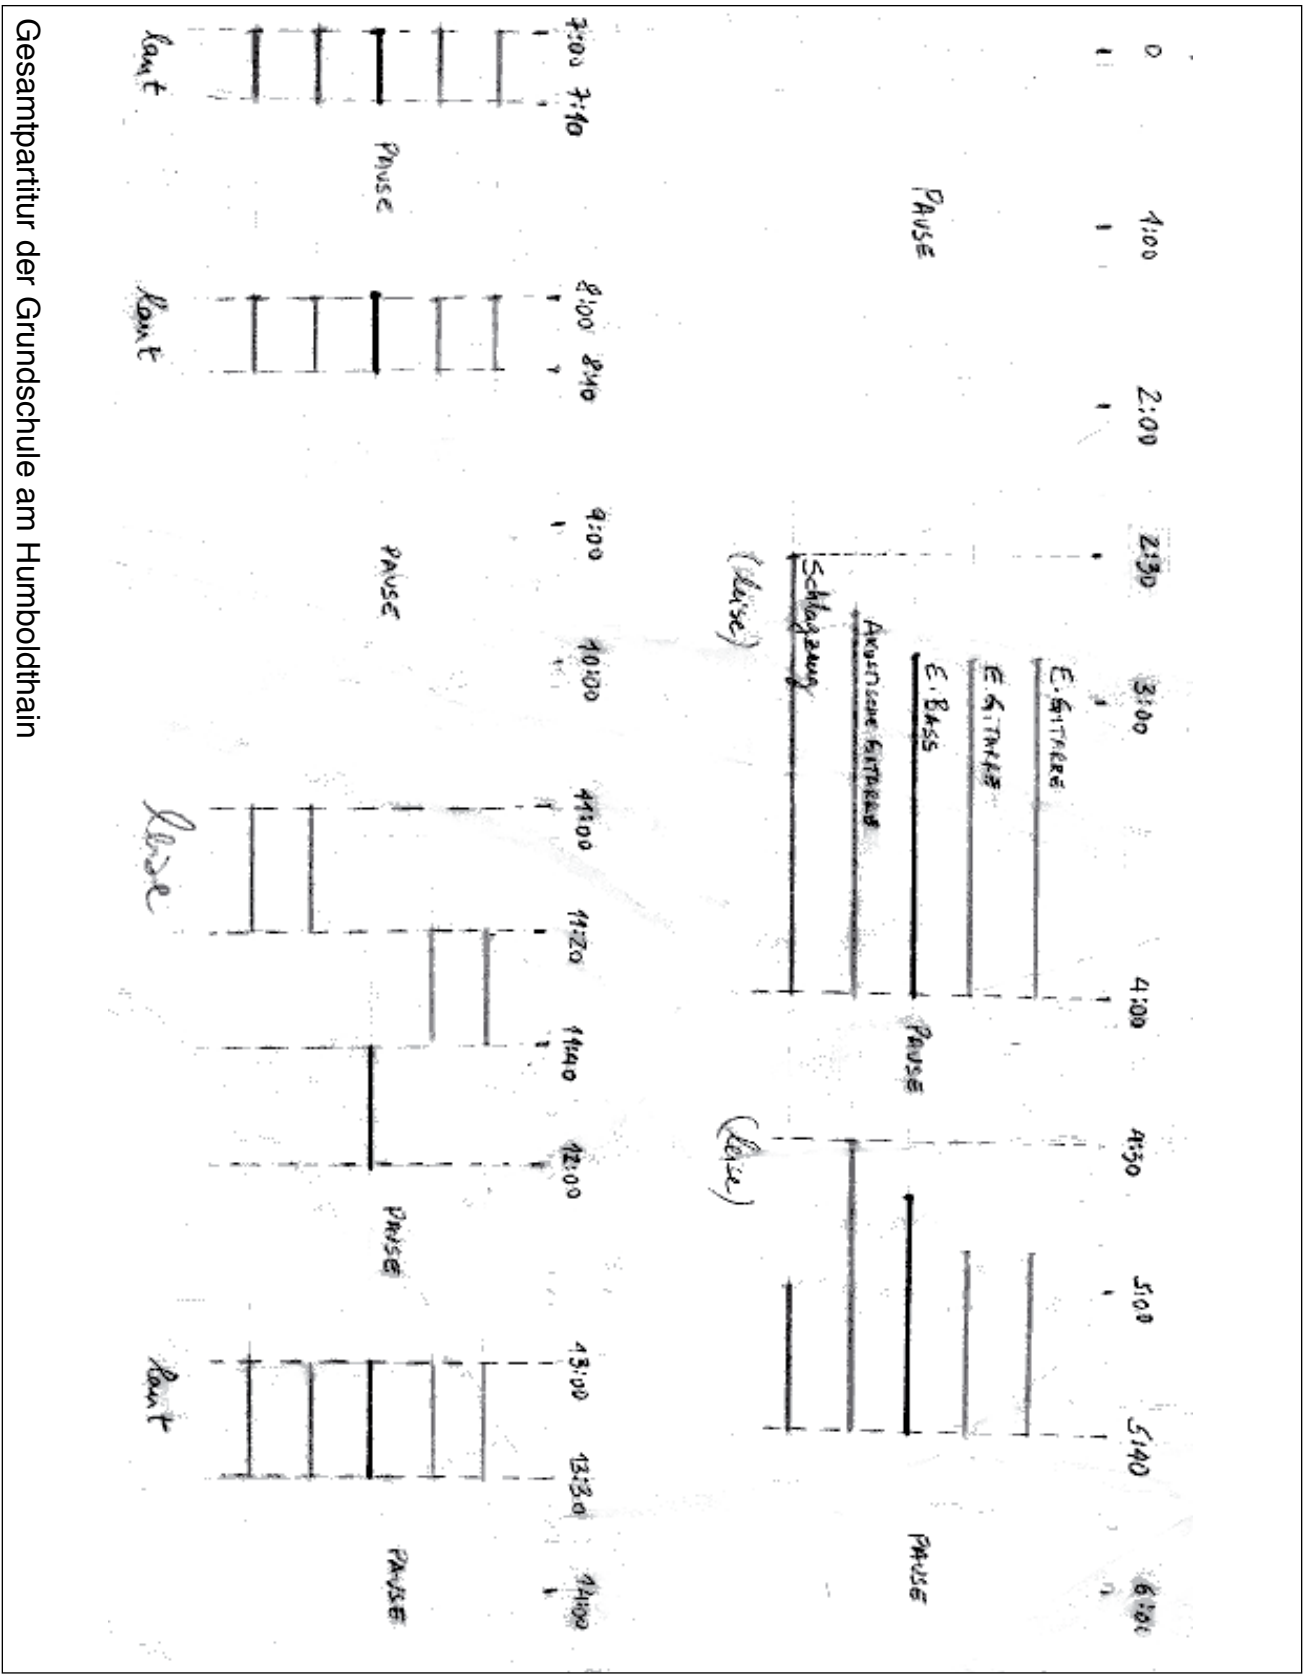 0 1:00 2:00 2:30 3:00 4:00 4:30 5:00 5:40 6:00
E. GITARRE
E. GITARRE
PAUSE E. BASS PAUSE PAUSE
AKUSTISCHE GITARRE
Schlagzeug
(leise) (leise)
7:00 7:10 8:00 8:10 9:00 10:00 11:00 11:20 11:40 12:00 13:00 13:30 14:00
PAUSE PAUSE PAUSE PAUSE
laut laut leise laut
Gesamtpartitur der Grundschule am Humboldthain